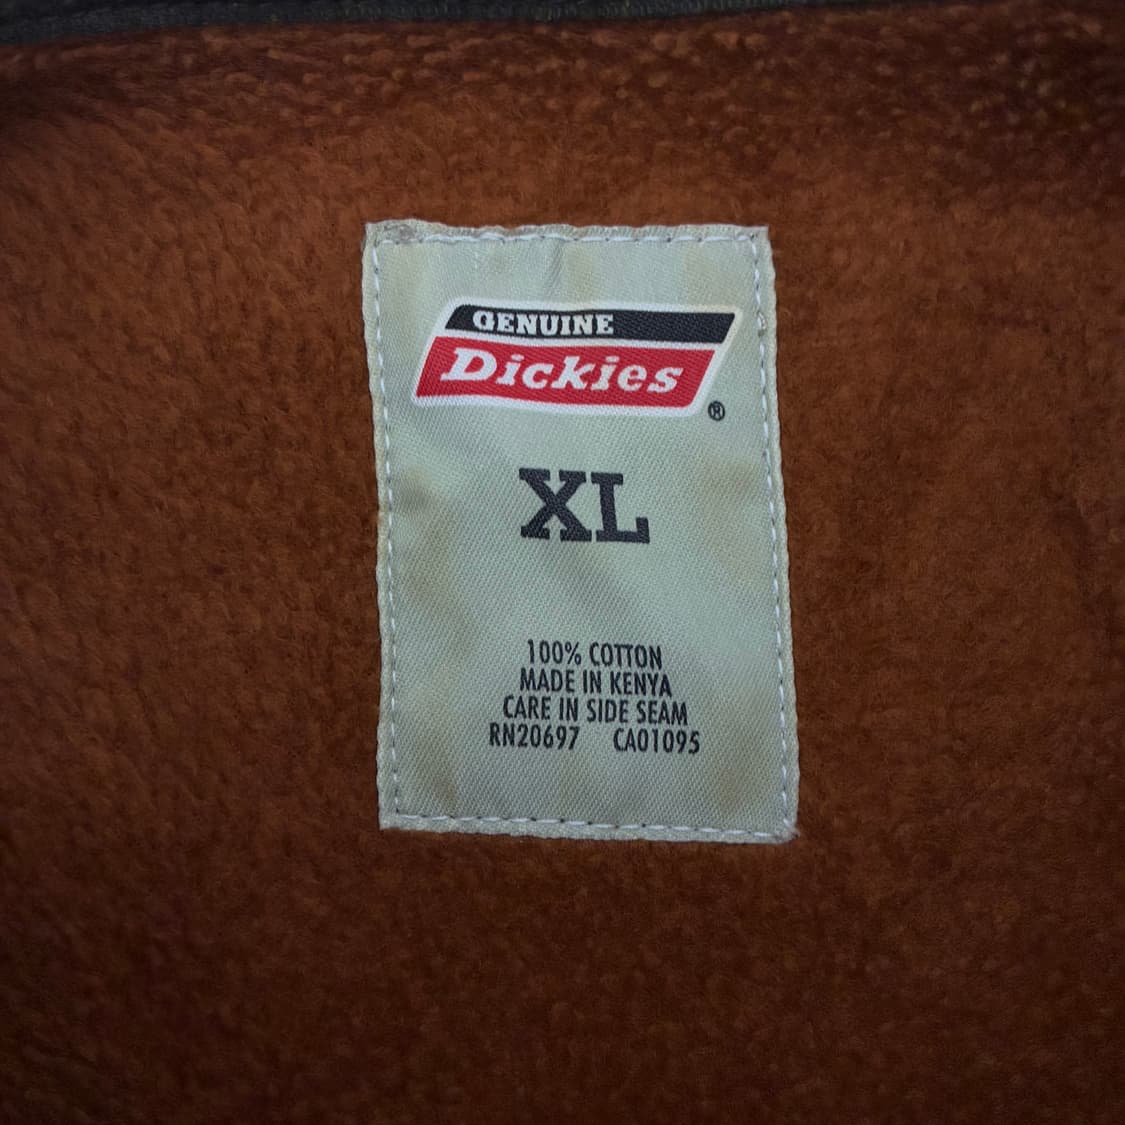 GENUINE
Dickies
®
XL
100% COTTON
MADE IN KENYA
CARE IN SIDE SEAM
RN20697 CA01095